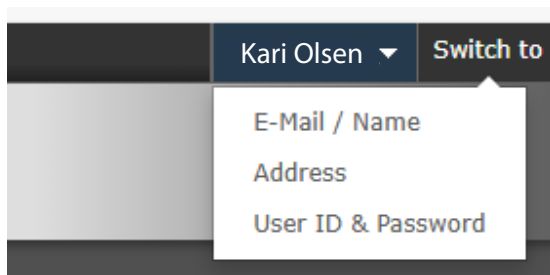 Kari Olsen Switch to
E-Mail / Name
Address
User ID & Password